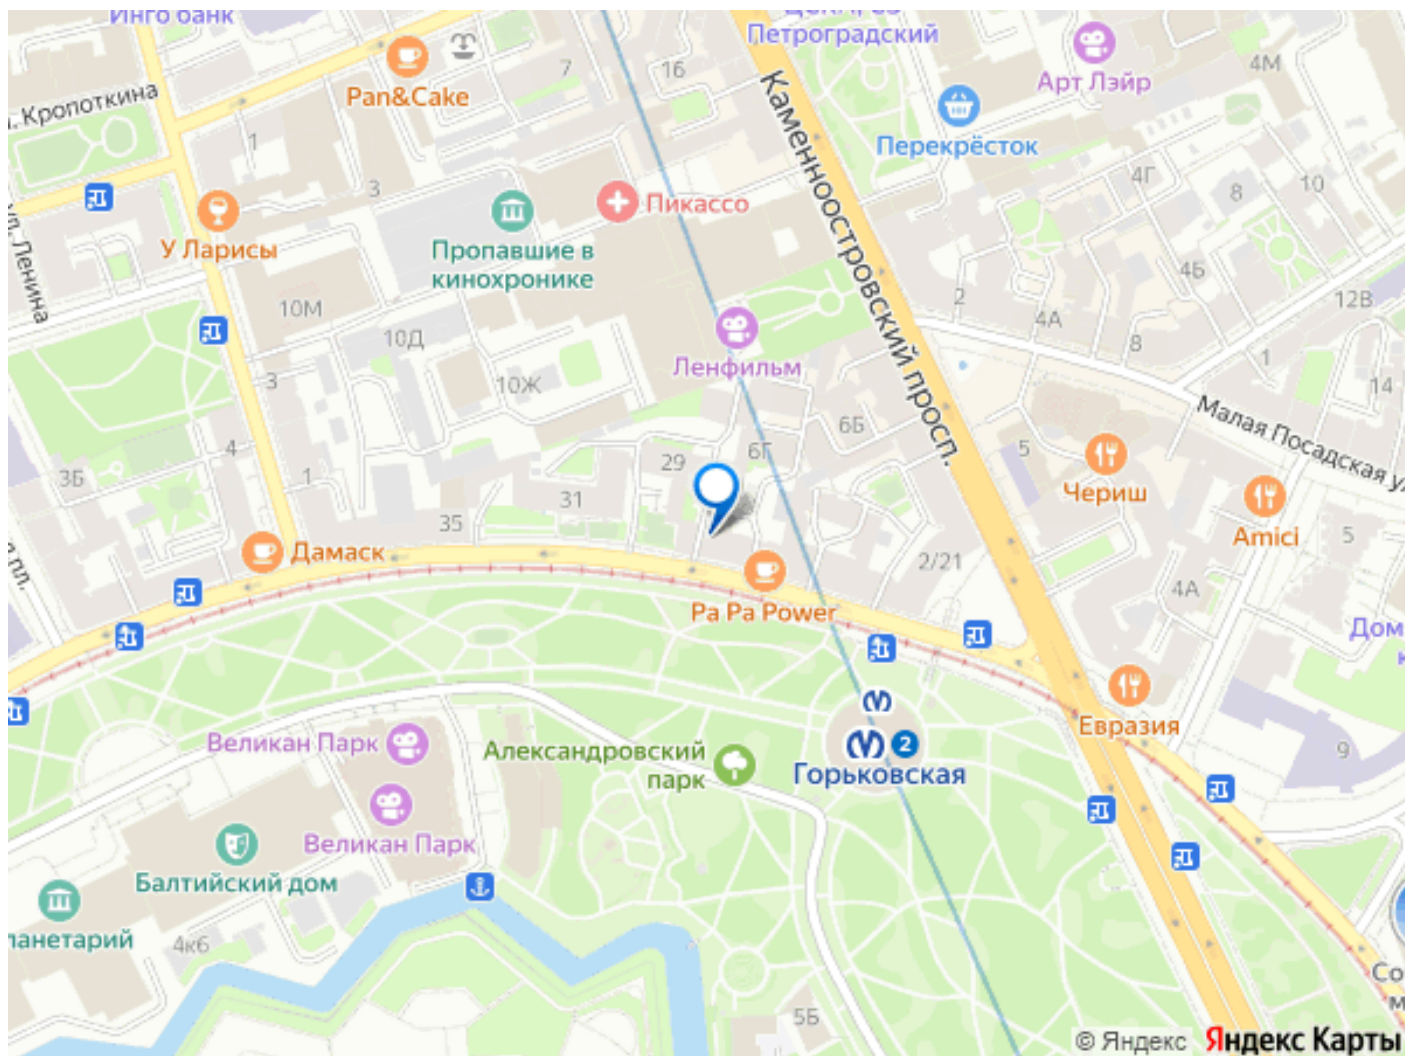 Инго банк
Петроградский
Арт Лэйр
4М
16
7
Pan&Cake
Кропоткина
Перекрёсток
Каменноостровский просп.
1
3
4Г
8
10
Пикассо
У Ларисы
Пропавшие в
кинохронике
ул. Ленина
4Б
12В
2
4А
8
1
14
10М
10Д
10Ж
Ленфильм
3
4
3Б
1
29
6Г
6Б
5
Малая Посадская ул
Чериш
Amici
5
31
35
Дамаск
2/21
4А
Pa Pa Power
пл.
Дом
Евразия
9
Великан Парк
Александровский
парк
2
Горьковская
Великан Парк
Балтийский дом
ланетарий
4к6
5Б
Со
© Яндекс
Яндекс Карты